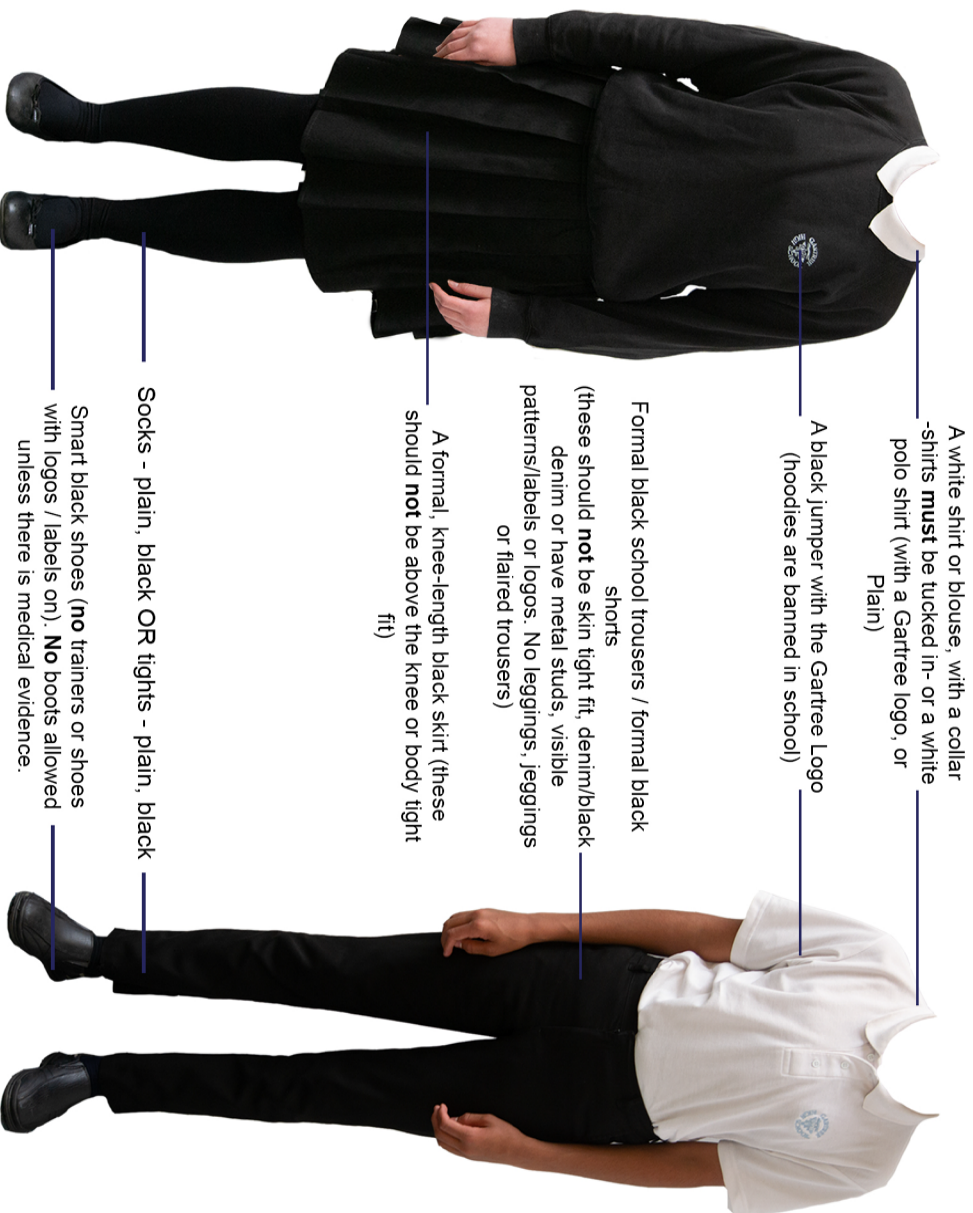 A white shirt or blouse, with a collar
-shirts must be tucked in- or a white
polo shirt (with a Gartree logo, or
Plain)
A black jumper with the Gartree Logo
(hoodies are banned in school)
Formal black school trousers / formal black
shorts
(these should not be skin tight fit, denim/black
denim or have metal studs, visible
patterns/labels or logos. No leggings, jeggings
or flaired trousers)
A formal, knee-length black skirt (these
should not be above the knee or body tight
fit)
Socks - plain, black OR tights - plain, black
Smart black shoes (no trainers or shoes
with logos / labels on). No boots allowed
unless there is medical evidence.